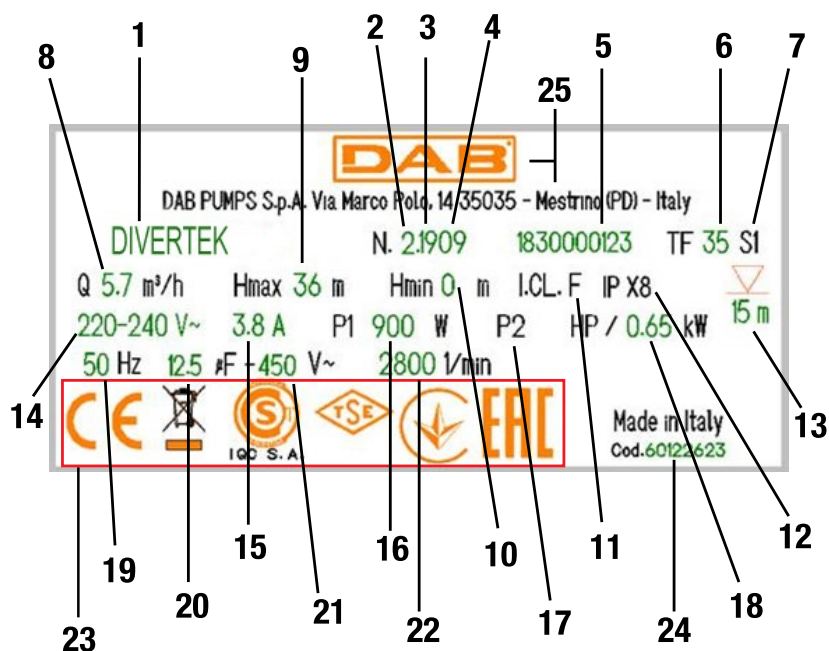 1 2 3 4 5 6 7
8 9 25
DAB
DAB PUMPS S.p.A. Via Marco Polo, 14 35035 - Mestrino (PD) - Italy
DIVERTEK N. 2.1909 1830000123 TF 35 S1
Q 5.7 m³/h Hmax 36 m Hmin 0 m I.CL. F IP X8
220-240 V~ 3.8 A P1 900 W P2 HP / 0.65 kW 15 m
50 Hz 12.5 µF - 450 V~ 2800 1/min
14 13
CE S TSE EAC Made in Italy
IQC S.A. Cod.60122623
19 20 15 21 16 22 10 17 11 18 12
23 24